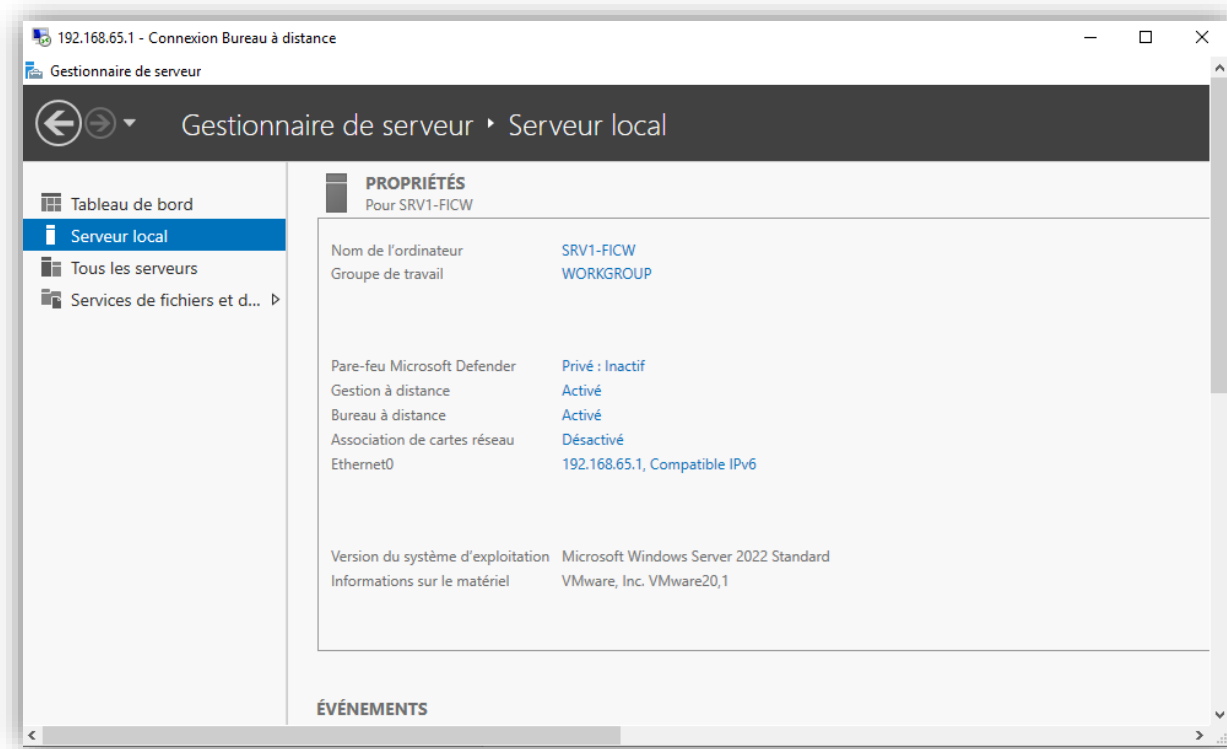 192.168.65.1 - Connexion Bureau à distance
Gestionnaire de serveur
Gestionnaire de serveur ‣ Serveur local
Tableau de bord
Serveur local
Tous les serveurs
Services de fichiers et d...
PROPRIÉTÉS
Pour SRV1-FICW
Nom de l'ordinateur SRV1-FICW
Groupe de travail WORKGROUP
Pare-feu Microsoft Defender Privé : Inactif
Gestion à distance Activé
Bureau à distance Activé
Association de cartes réseau Désactivé
Ethernet0 192.168.65.1, Compatible IPv6
Version du système d'exploitation Microsoft Windows Server 2022 Standard
Informations sur le matériel VMware, Inc. VMware20,1
ÉVÉNEMENTS